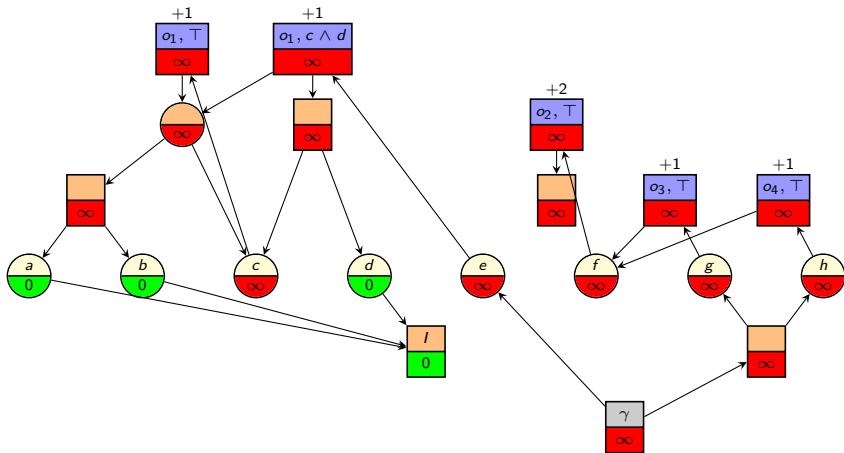 +1 +1
o₁, ⊤ o₁, c ∧ d
∞ ∞
+2
o₂, ⊤
∞ ∞ ∞
+1 +1
o₃, ⊤ o₄, ⊤
∞ ∞ ∞ ∞
a b c d e f g h
0 0 ∞ 0 ∞ ∞ ∞ ∞
I
0 ∞
γ
∞